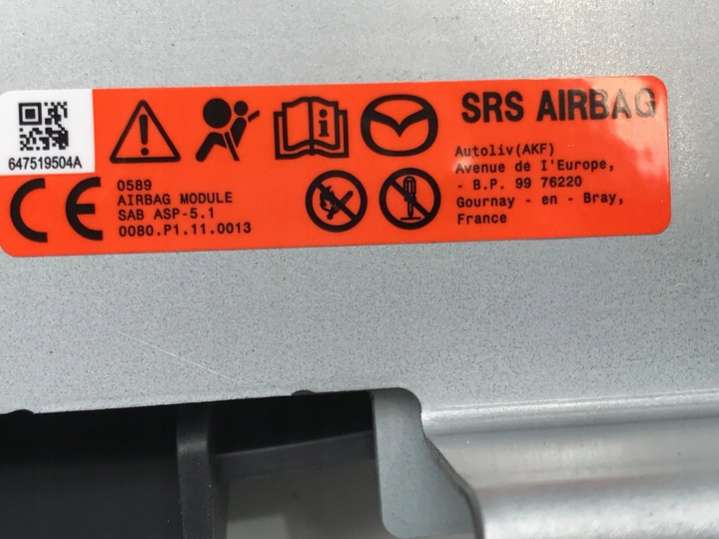 647519504A
CE
0589
AIRBAG MODULE
SAB ASP-5.1
0080.P1.11.0013
SRS AIRBAG
Autoliv(AKF)
Avenue de I'Europe,
- B.P. 99 76220
Gournay - en - Bray,
France